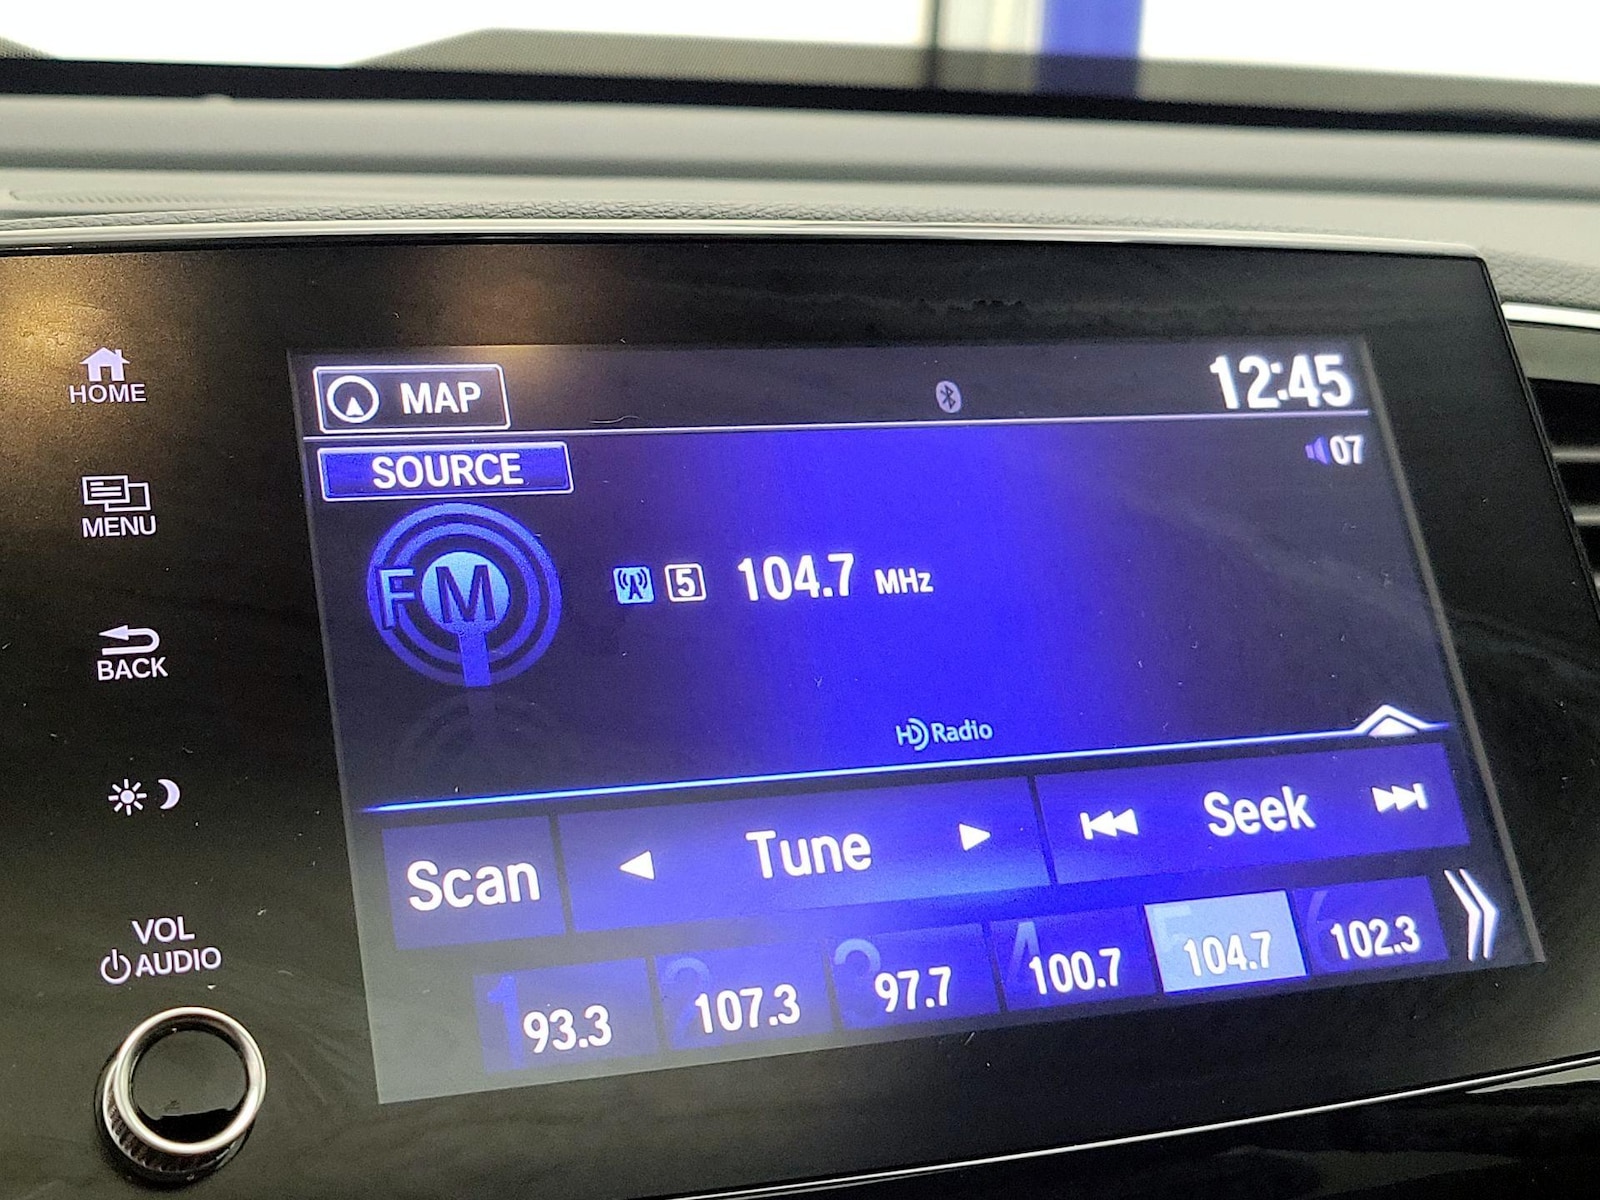 HOME
MENU
BACK
VOL
AUDIO
MAP
12:45
SOURCE
07
FM
5 104.7 MHz
HD Radio
Scan
Tune
Seek
1 93.3
2 107.3
3 97.7
4 100.7
5 104.7
6 102.3